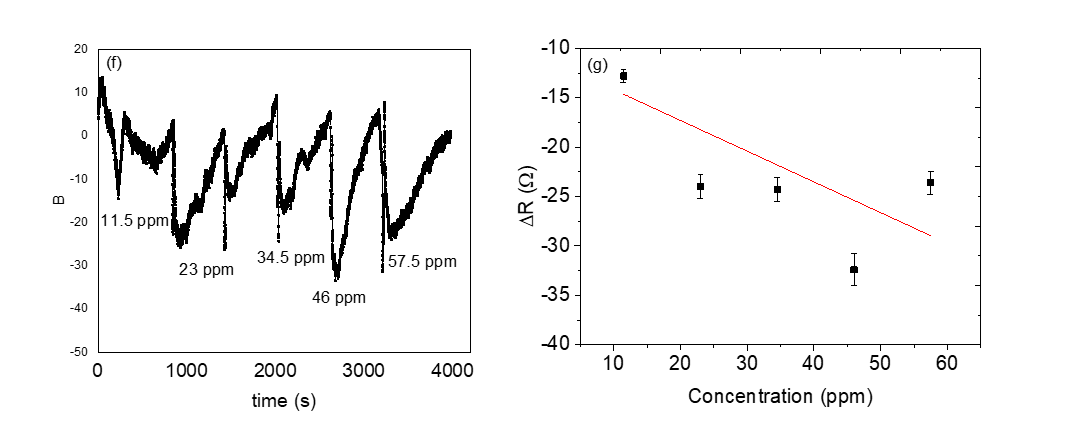 (f)
20
10
0
-10
-20
-30
-40
-50
B
11.5 ppm
23 ppm
34.5 ppm
46 ppm
57.5 ppm
0 1000 2000 3000 4000
time (s)
(g)
-10
-15
-20
-25
-30
-35
-40
ΔR (Ω)
10 20 30 40 50 60
Concentration (ppm)